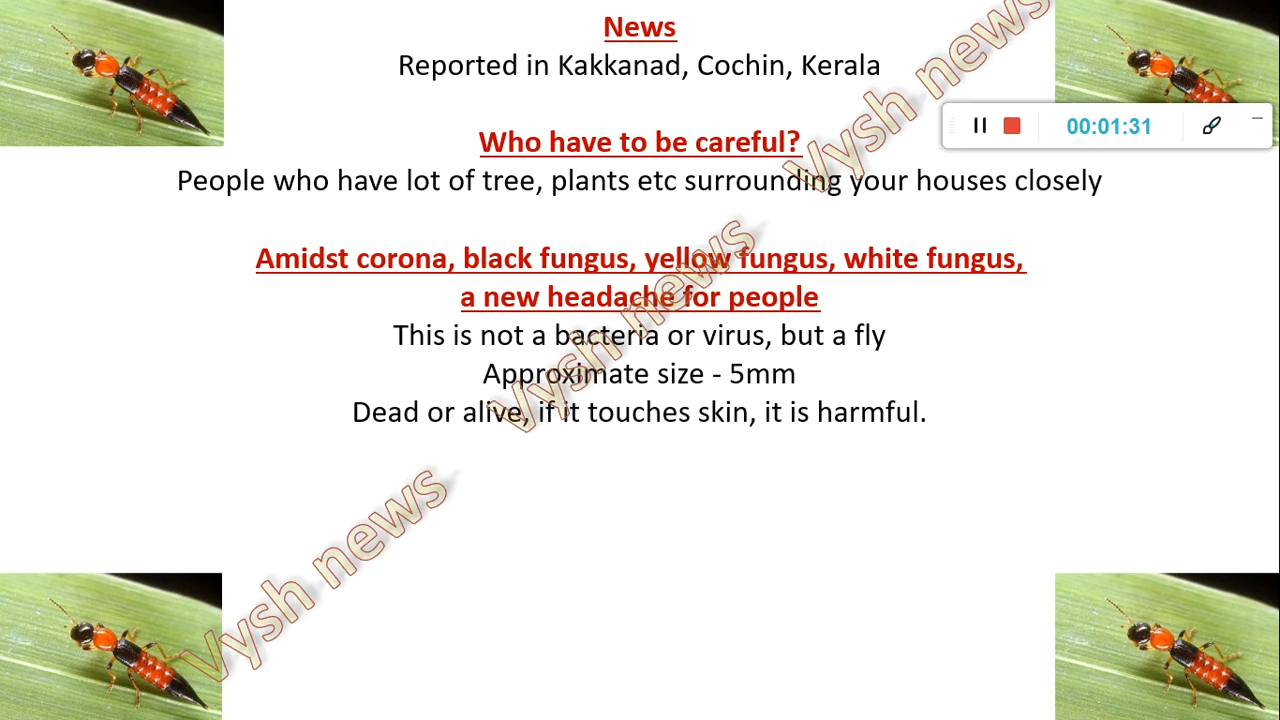 News
Reported in Kakkanad, Cochin, Kerala
00:01:31
Who have to be careful?
People who have lot of tree, plants etc surrounding your houses closely
Amidst corona, black fungus, yellow fungus, white fungus,
a new headache for people
This is not a bacteria or virus, but a fly
Approximate size - 5mm
Dead or alive, if it touches skin, it is harmful.
Vysh news
Vysh news
Vysh news